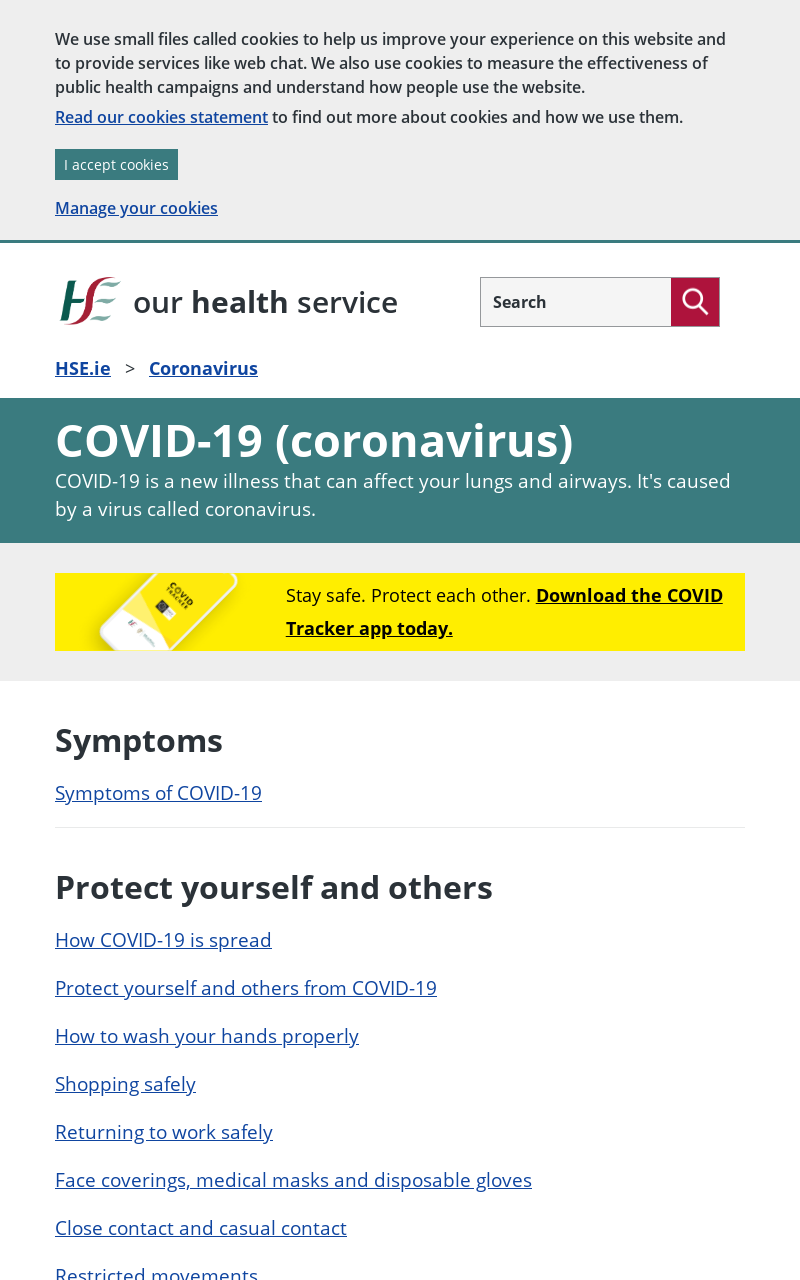 We use small files called cookies to help us improve your experience on this website and
to provide services like web chat. We also use cookies to measure the effectiveness of
public health campaigns and understand how people use the website.
Read our cookies statement to find out more about cookies and how we use them.
I accept cookies
Manage your cookies
our health service
Search
HSE.ie > Coronavirus
COVID-19 (coronavirus)
COVID-19 is a new illness that can affect your lungs and airways. It's caused
by a virus called coronavirus.
COVID
TRACKER
Stay safe. Protect each other. Download the COVID
Tracker app today.
Symptoms
Symptoms of COVID-19
Protect yourself and others
How COVID-19 is spread
Protect yourself and others from COVID-19
How to wash your hands properly
Shopping safely
Returning to work safely
Face coverings, medical masks and disposable gloves
Close contact and casual contact
Restricted movements